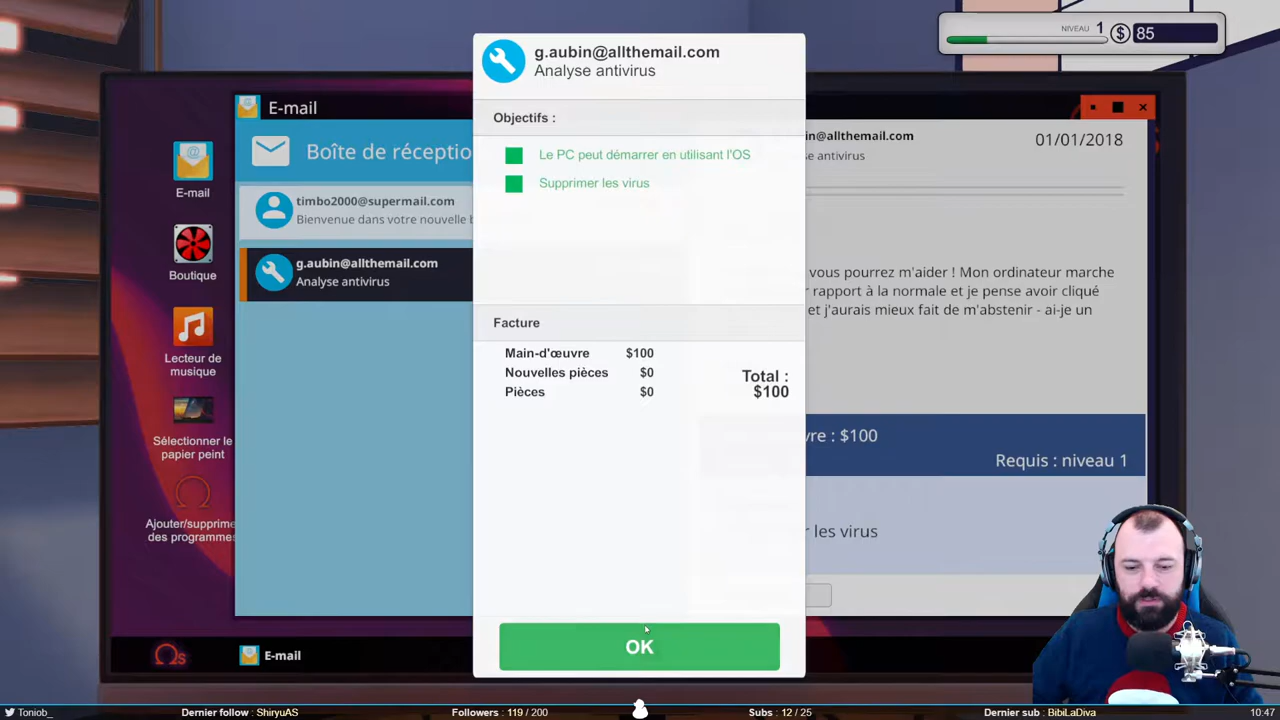 NIVEAU 1
$ 85
g.aubin@allthemail.com
Analyse antivirus
E-mail
Boîte de réceptio
in@allthemail.com
01/01/2018
se antivirus
Objectifs :
Le PC peut démarrer en utilisant l'OS
Supprimer les virus
E-mail
timbo2000@supermail.com
Bienvenue dans votre nouvelle b
Boutique
g.aubin@allthemail.com
Analyse antivirus
vous pourrez m'aider ! Mon ordinateur marche
r rapport à la normale et je pense avoir cliqué
et j'aurais mieux fait de m'abstenir - ai-je un
Facture
Main-d'œuvre $100
Nouvelles pièces $0
Pièces $0
Total :
$100
Lecteur de
musique
Sélectionner le
papier peint
Ajouter/supprime
des programmes
vre : $100
Requis : niveau 1
r les virus
OK
E-mail
Toniob_
Dernier follow : ShiryuAS
Followers : 119 / 200
Subs : 12 / 25
Dernier sub : BibiLaDiva
10:47